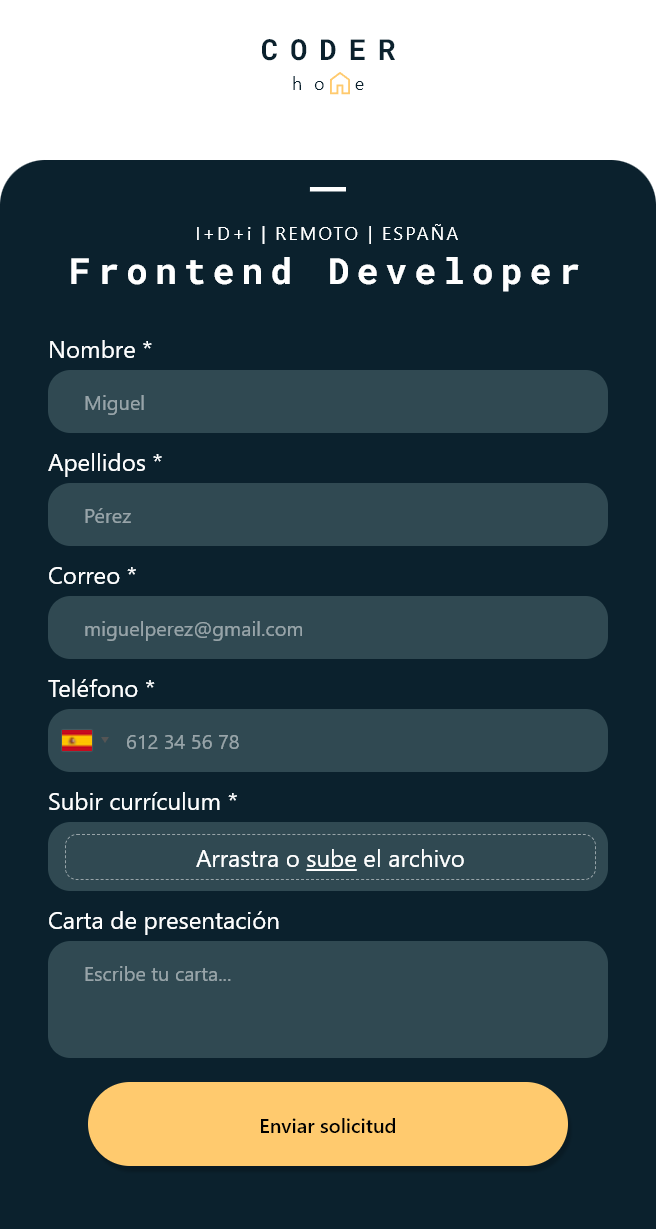 CODER
home
I+D+i | REMOTO | ESPAÑA
Frontend Developer
Nombre *
Miguel
Apellidos *
Pérez
Correo *
miguelperez@gmail.com
Teléfono *
612 34 56 78
Subir currículum *
Arrastra o sube el archivo
Carta de presentación
Escribe tu carta...
Enviar solicitud